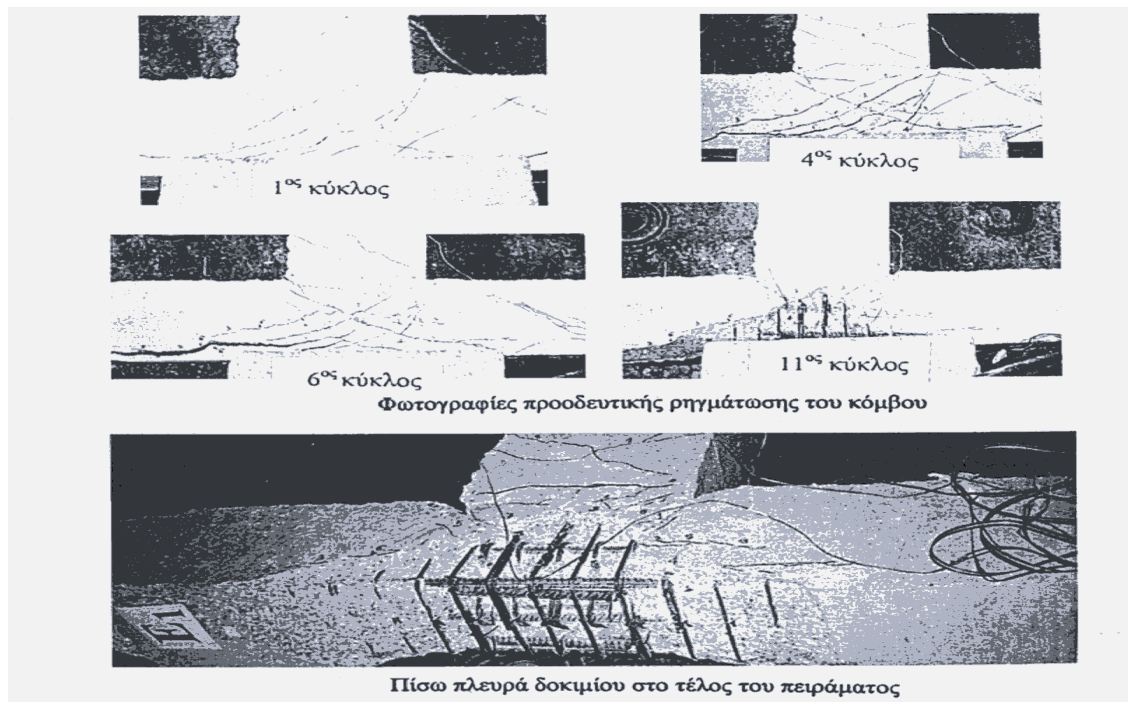 1ος κύκλος
4ος κύκλος
6ος κύκλος
11ος κύκλος
Φωτογραφίες προοδευτικής ρηγμάτωσης του κόμβου
Πίσω πλευρά δοκιμίου στο τέλος του πειράματος